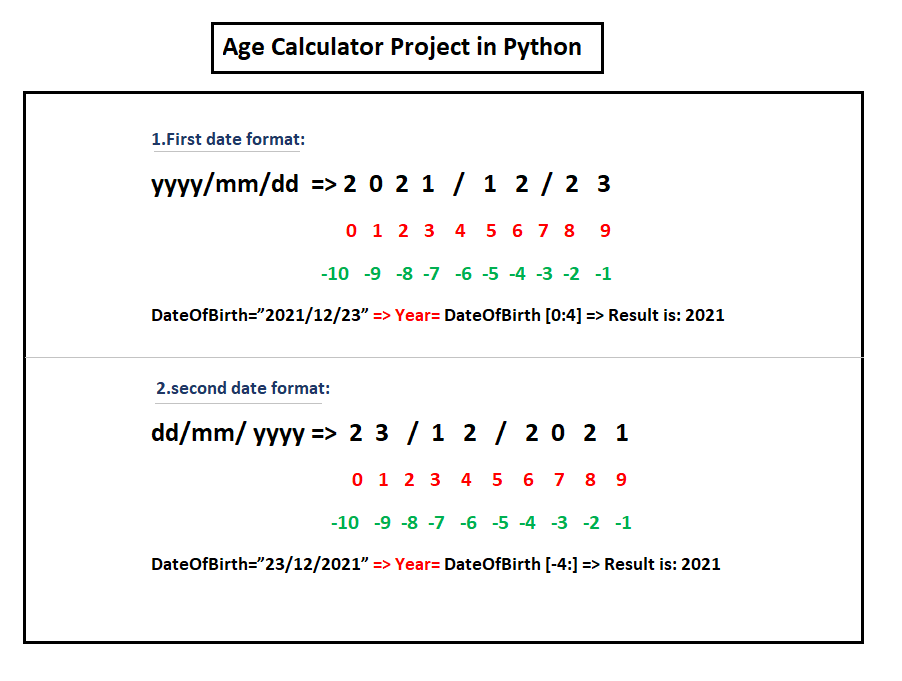 Age Calculator Project in Python
1.First date format:
yyyy/mm/dd => 2 0 2 1 / 1 2 / 2 3
0 1 2 3 4 5 6 7 8 9
-10 -9 -8 -7 -6 -5 -4 -3 -2 -1
DateOfBirth=”2021/12/23” => Year= DateOfBirth [0:4] => Result is: 2021
2.second date format:
dd/mm/ yyyy => 2 3 / 1 2 / 2 0 2 1
0 1 2 3 4 5 6 7 8 9
-10 -9 -8 -7 -6 -5 -4 -3 -2 -1
DateOfBirth=”23/12/2021” => Year= DateOfBirth [-4:] => Result is: 2021